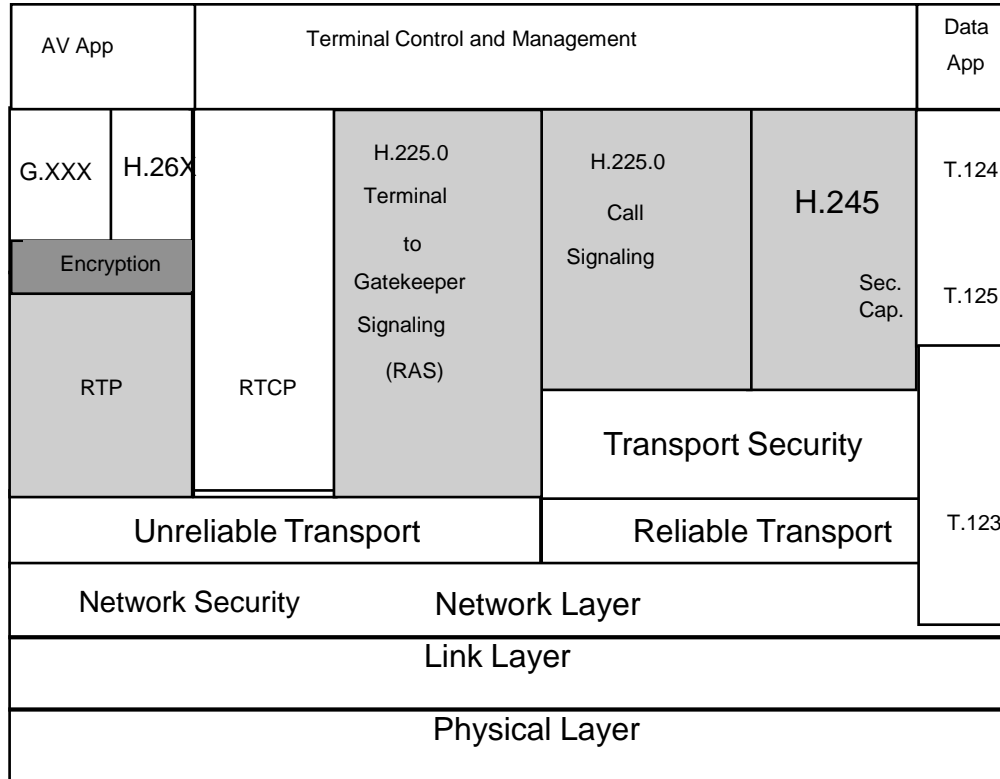 AV App
Terminal Control and Management
Data
App
G.XXX
H.26X
H.225.0
Terminal
to
Gatekeeper
Signaling
(RAS)
H.225.0
Call
Signaling
H.245
Sec.
Cap.
T.124
T.125
Encryption
RTP
RTCP
Transport Security
T.123
Unreliable Transport
Reliable Transport
Network Security
Network Layer
Link Layer
Physical Layer